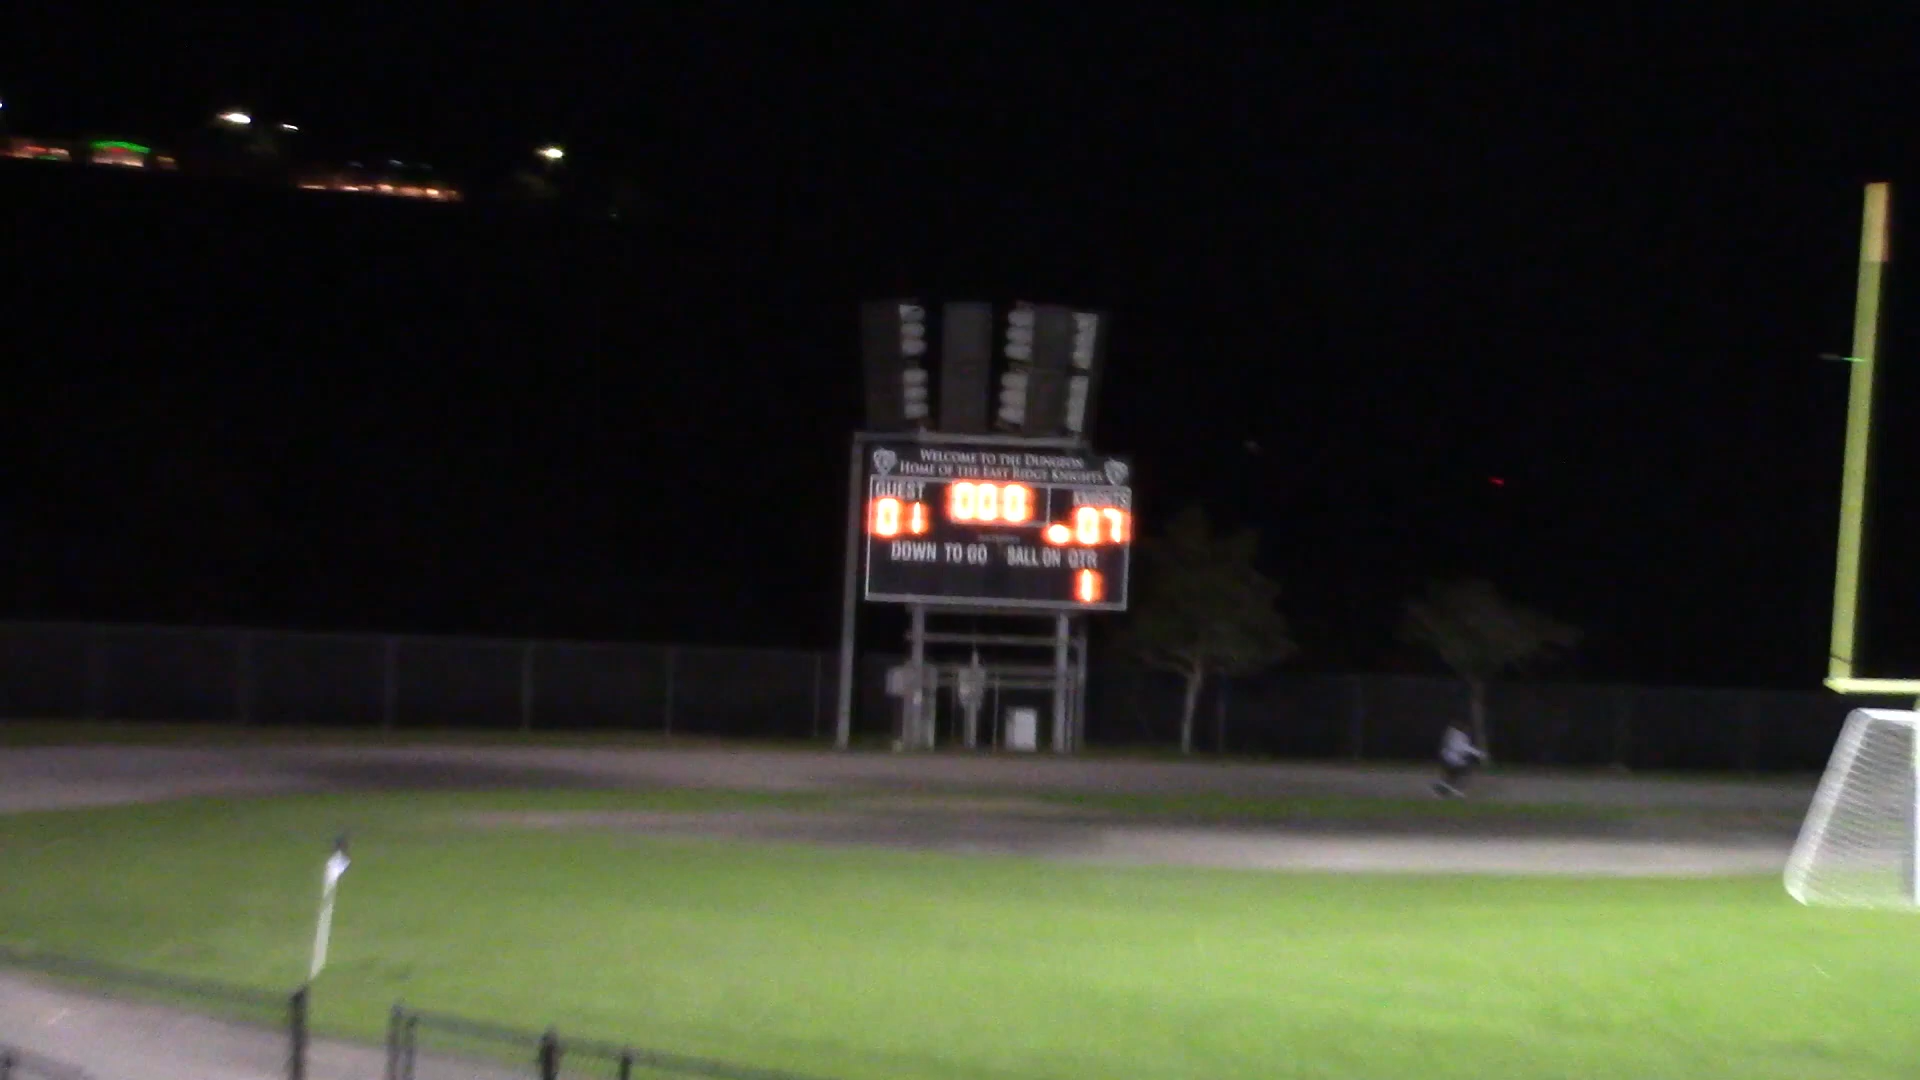 WELCOME TO THE DUNGEON
HOME OF THE EAST RIDGE KNIGHTS
GUEST 000 KNIGHTS
01 07
DOWN TO GO BALL ON QTR
1